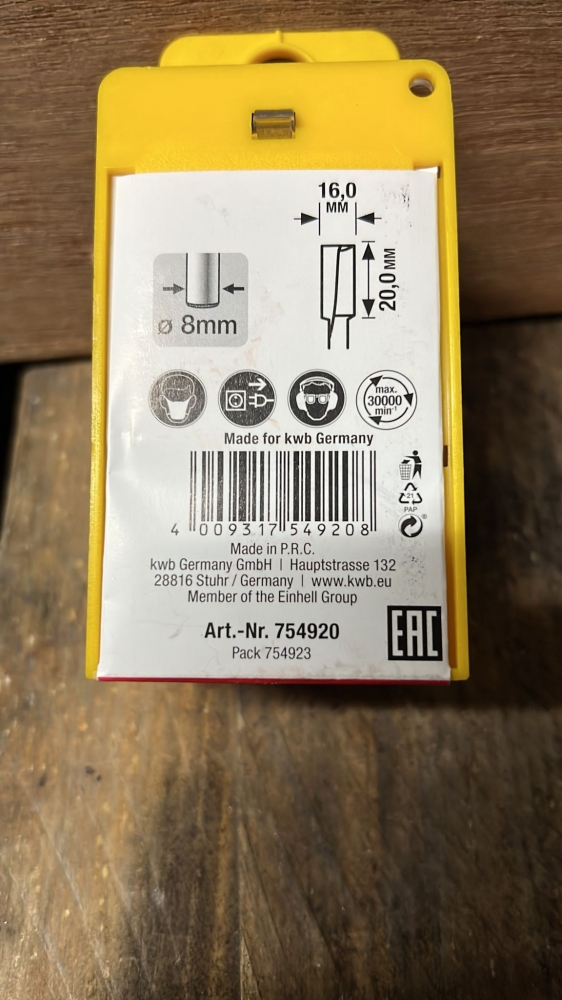 16,0
MM
20,0 MM
ø 8mm
max.
30000
min⁻¹
Made for kwb Germany
21
PAP
4 009317 549208
Made in P.R.C.
kwb Germany GmbH | Hauptstrasse 132
28816 Stuhr / Germany | www.kwb.eu
Member of the Einhell Group
Art.-Nr. 754920
Pack 754923
EAC